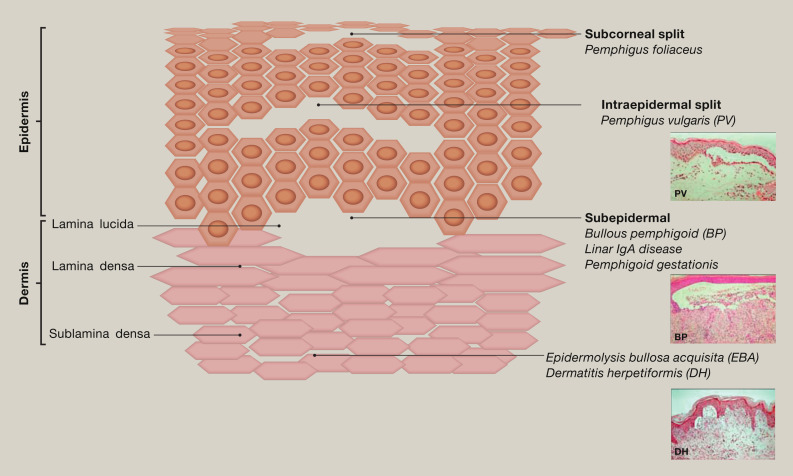 Subcorneal split
Pemphigus foliaceus
Epidermis
Intraepidermal split
Pemphigus vulgaris (PV)
PV
Lamina lucida
Subepidermal
Bullous pemphigoid (BP)
Linar IgA disease
Pemphigoid gestationis
Lamina densa
Dermis
BP
Sublamina densa
Epidermolysis bullosa acquisita (EBA)
Dermatitis herpetiformis (DH)
DH